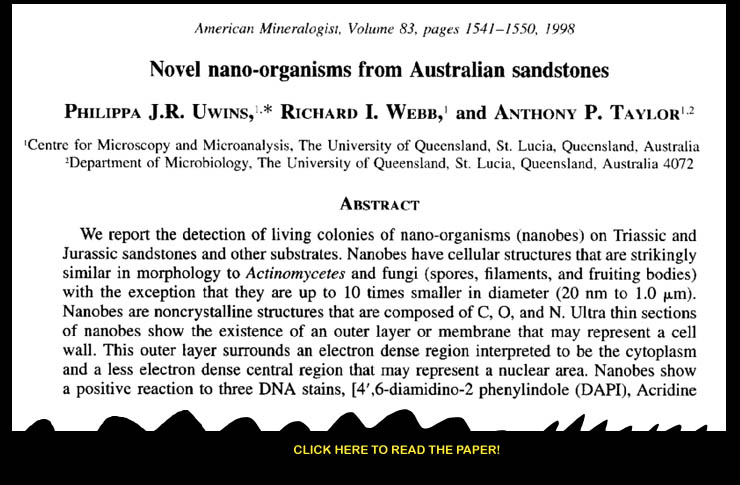 American Mineralogist, Volume 83, pages 1541–1550, 1998
Novel nano-organisms from Australian sandstones
PHILIPPA J.R. UWINS,¹,* RICHARD I. WEBB,¹ and ANTHONY P. TAYLOR¹,²
¹Centre for Microscopy and Microanalysis, The University of Queensland, St. Lucia, Queensland, Australia
²Department of Microbiology, The University of Queensland, St. Lucia, Queensland, Australia 4072
ABSTRACT
We report the detection of living colonies of nano-organisms (nanobes) on Triassic and
Jurassic sandstones and other substrates. Nanobes have cellular structures that are strikingly
similar in morphology to Actinomycetes and fungi (spores, filaments, and fruiting bodies)
with the exception that they are up to 10 times smaller in diameter (20 nm to 1.0 μm).
Nanobes are noncrystalline structures that are composed of C, O, and N. Ultra thin sections
of nanobes show the existence of an outer layer or membrane that may represent a cell
wall. This outer layer surrounds an electron dense region interpreted to be the cytoplasm
and a less electron dense central region that may represent a nuclear area. Nanobes show
a positive reaction to three DNA stains, [4′,6-diamidino-2 phenylindole (DAPI), Acridine
CLICK HERE TO READ THE PAPER!